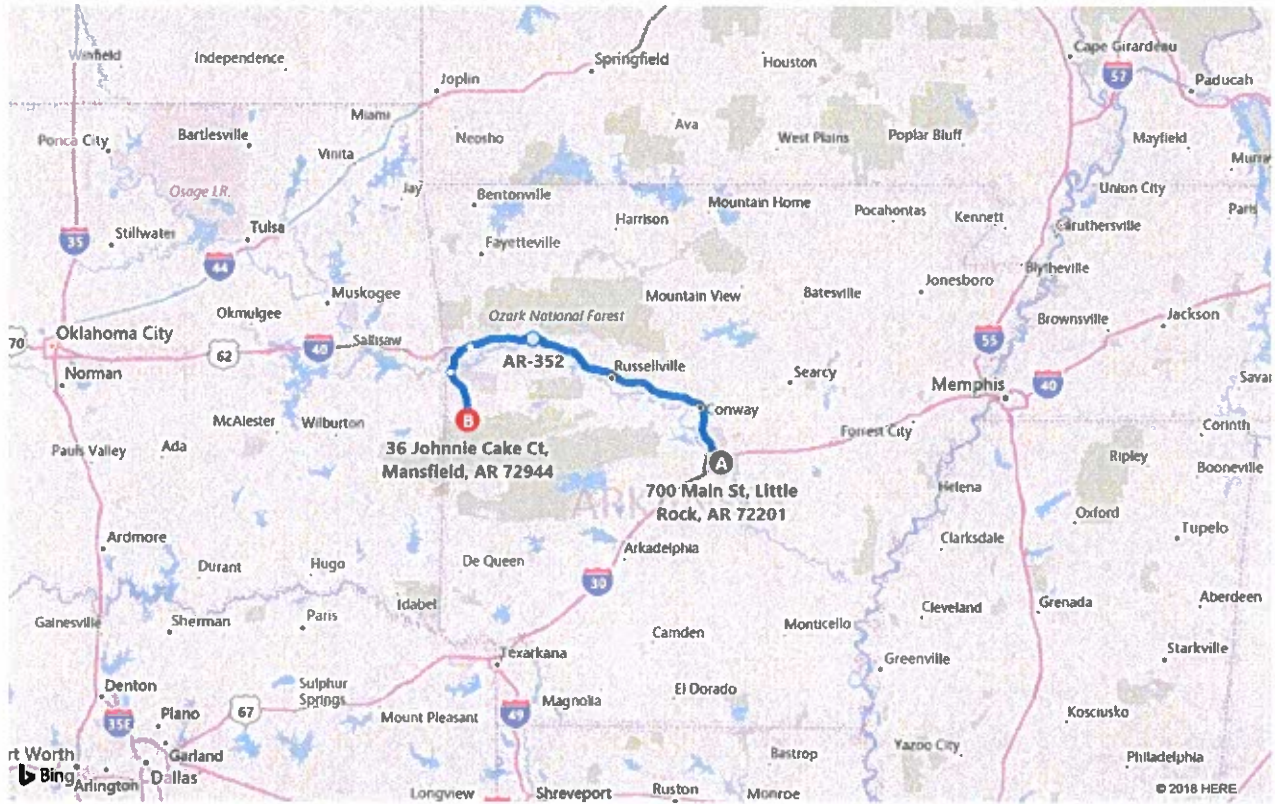 Winfield
Independence
Springfield
Houston
Cape Girardeau
57
Joplin
Paducah
Miami
Ponca City
Bartlesville
Neosho
Ava
West Plains
Poplar Bluff
Mayfield
Vinita
Murray
Osage I.R.
Jay
Bentonville
Mountain Home
Union City
Harrison
Pocahontas
Kennett
Paris
Caruthersville
35
Stillwater
Tulsa
Fayetteville
44
Blytheville
Jonesboro
Muskogee
Mountain View
Batesville
Okmulgee
Ozark National Forest
Brownsville
Jackson
70
Oklahoma City
62
40
Sallisaw
AR-352
Russellville
55
Norman
Searcy
Memphis
40
Savan
McAlester
Wilburton
B
Conway
Corinth
Pauls Valley
Ada
36 Johnnie Cake Ct,
Mansfield, AR 72944
Forrest City
Ripley
Booneville
A
700 Main St, Little
Rock, AR 72201
ARK
Helena
Oxford
Tupelo
Ardmore
Clarksdale
Durant
Hugo
De Queen
Arkadelphia
30
Idabel
Cleveland
Grenada
Aberdeen
Gainesville
Sherman
Paris
Camden
Monticello
Texarkana
Greenville
Starkville
Denton
Sulphur
Springs
El Dorado
Magnolia
35E
Plano
67
Mount Pleasant
49
Kosciusko
rt Worth
Garland
Bastrop
Yazoo City
Philadelphia
Bing
Arlington
Dallas
Longview
Shreveport
Ruston
Monroe
© 2018 HERE